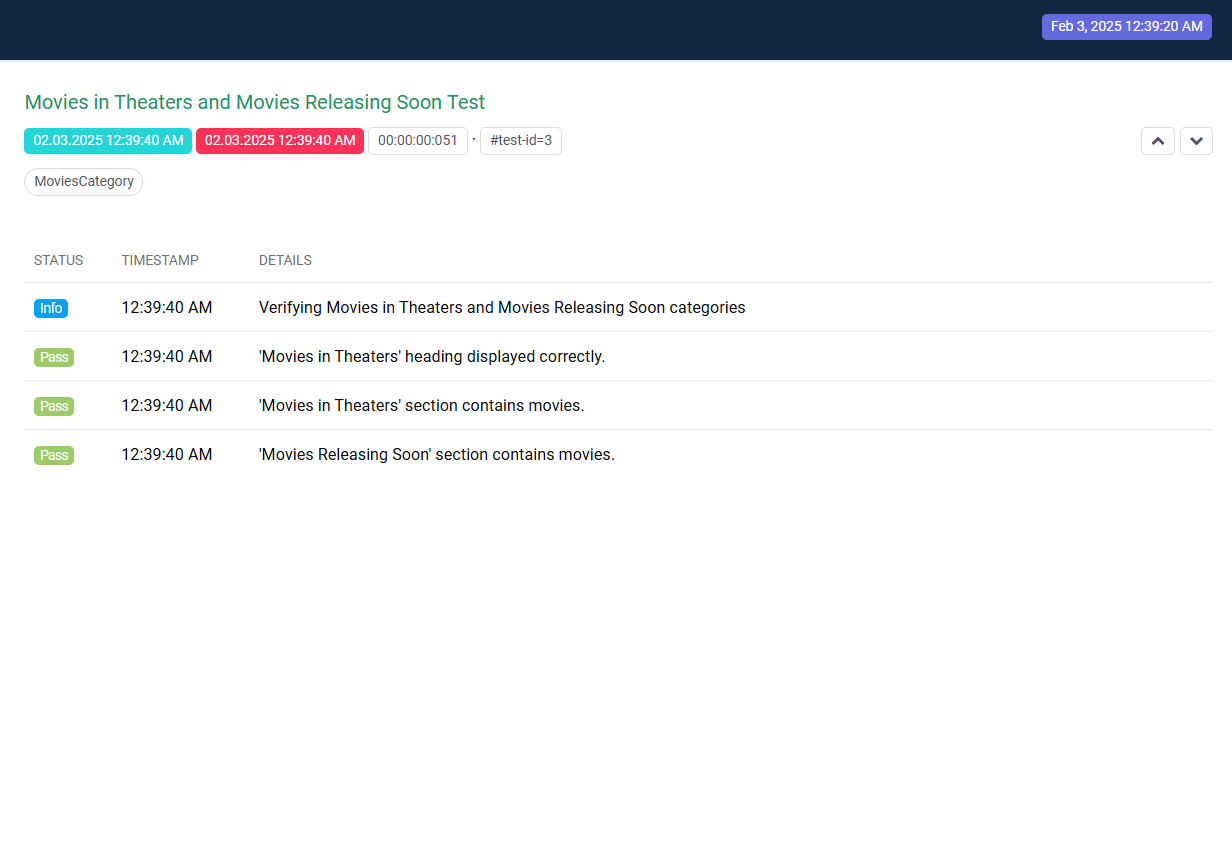 Feb 3, 2025 12:39:20 AM
Movies in Theaters and Movies Releasing Soon Test
02.03.2025 12:39:40 AM 02.03.2025 12:39:40 AM 00:00:00:051 · #test-id=3
MoviesCategory
STATUS TIMESTAMP DETAILS
Info 12:39:40 AM Verifying Movies in Theaters and Movies Releasing Soon categories
Pass 12:39:40 AM 'Movies in Theaters' heading displayed correctly.
Pass 12:39:40 AM 'Movies in Theaters' section contains movies.
Pass 12:39:40 AM 'Movies Releasing Soon' section contains movies.